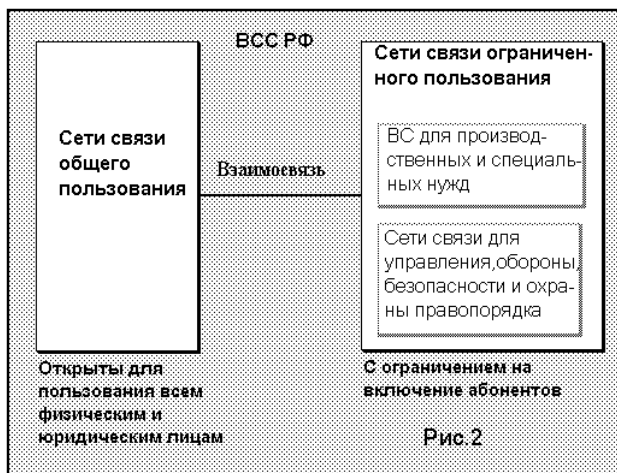 ВСС РФ
Сети связи
общего
пользования
Открыты для
пользования всем
физическим и
юридическим лицам
Взаимосвязь
Сети связи ограничен-
ного пользования
ВС для производ-
ственных и специаль-
ных нужд
Сети связи для
управления,обороны,
безопасности и охра-
ны правопорядка
С ограничением на
включение абонентов
Рис.2